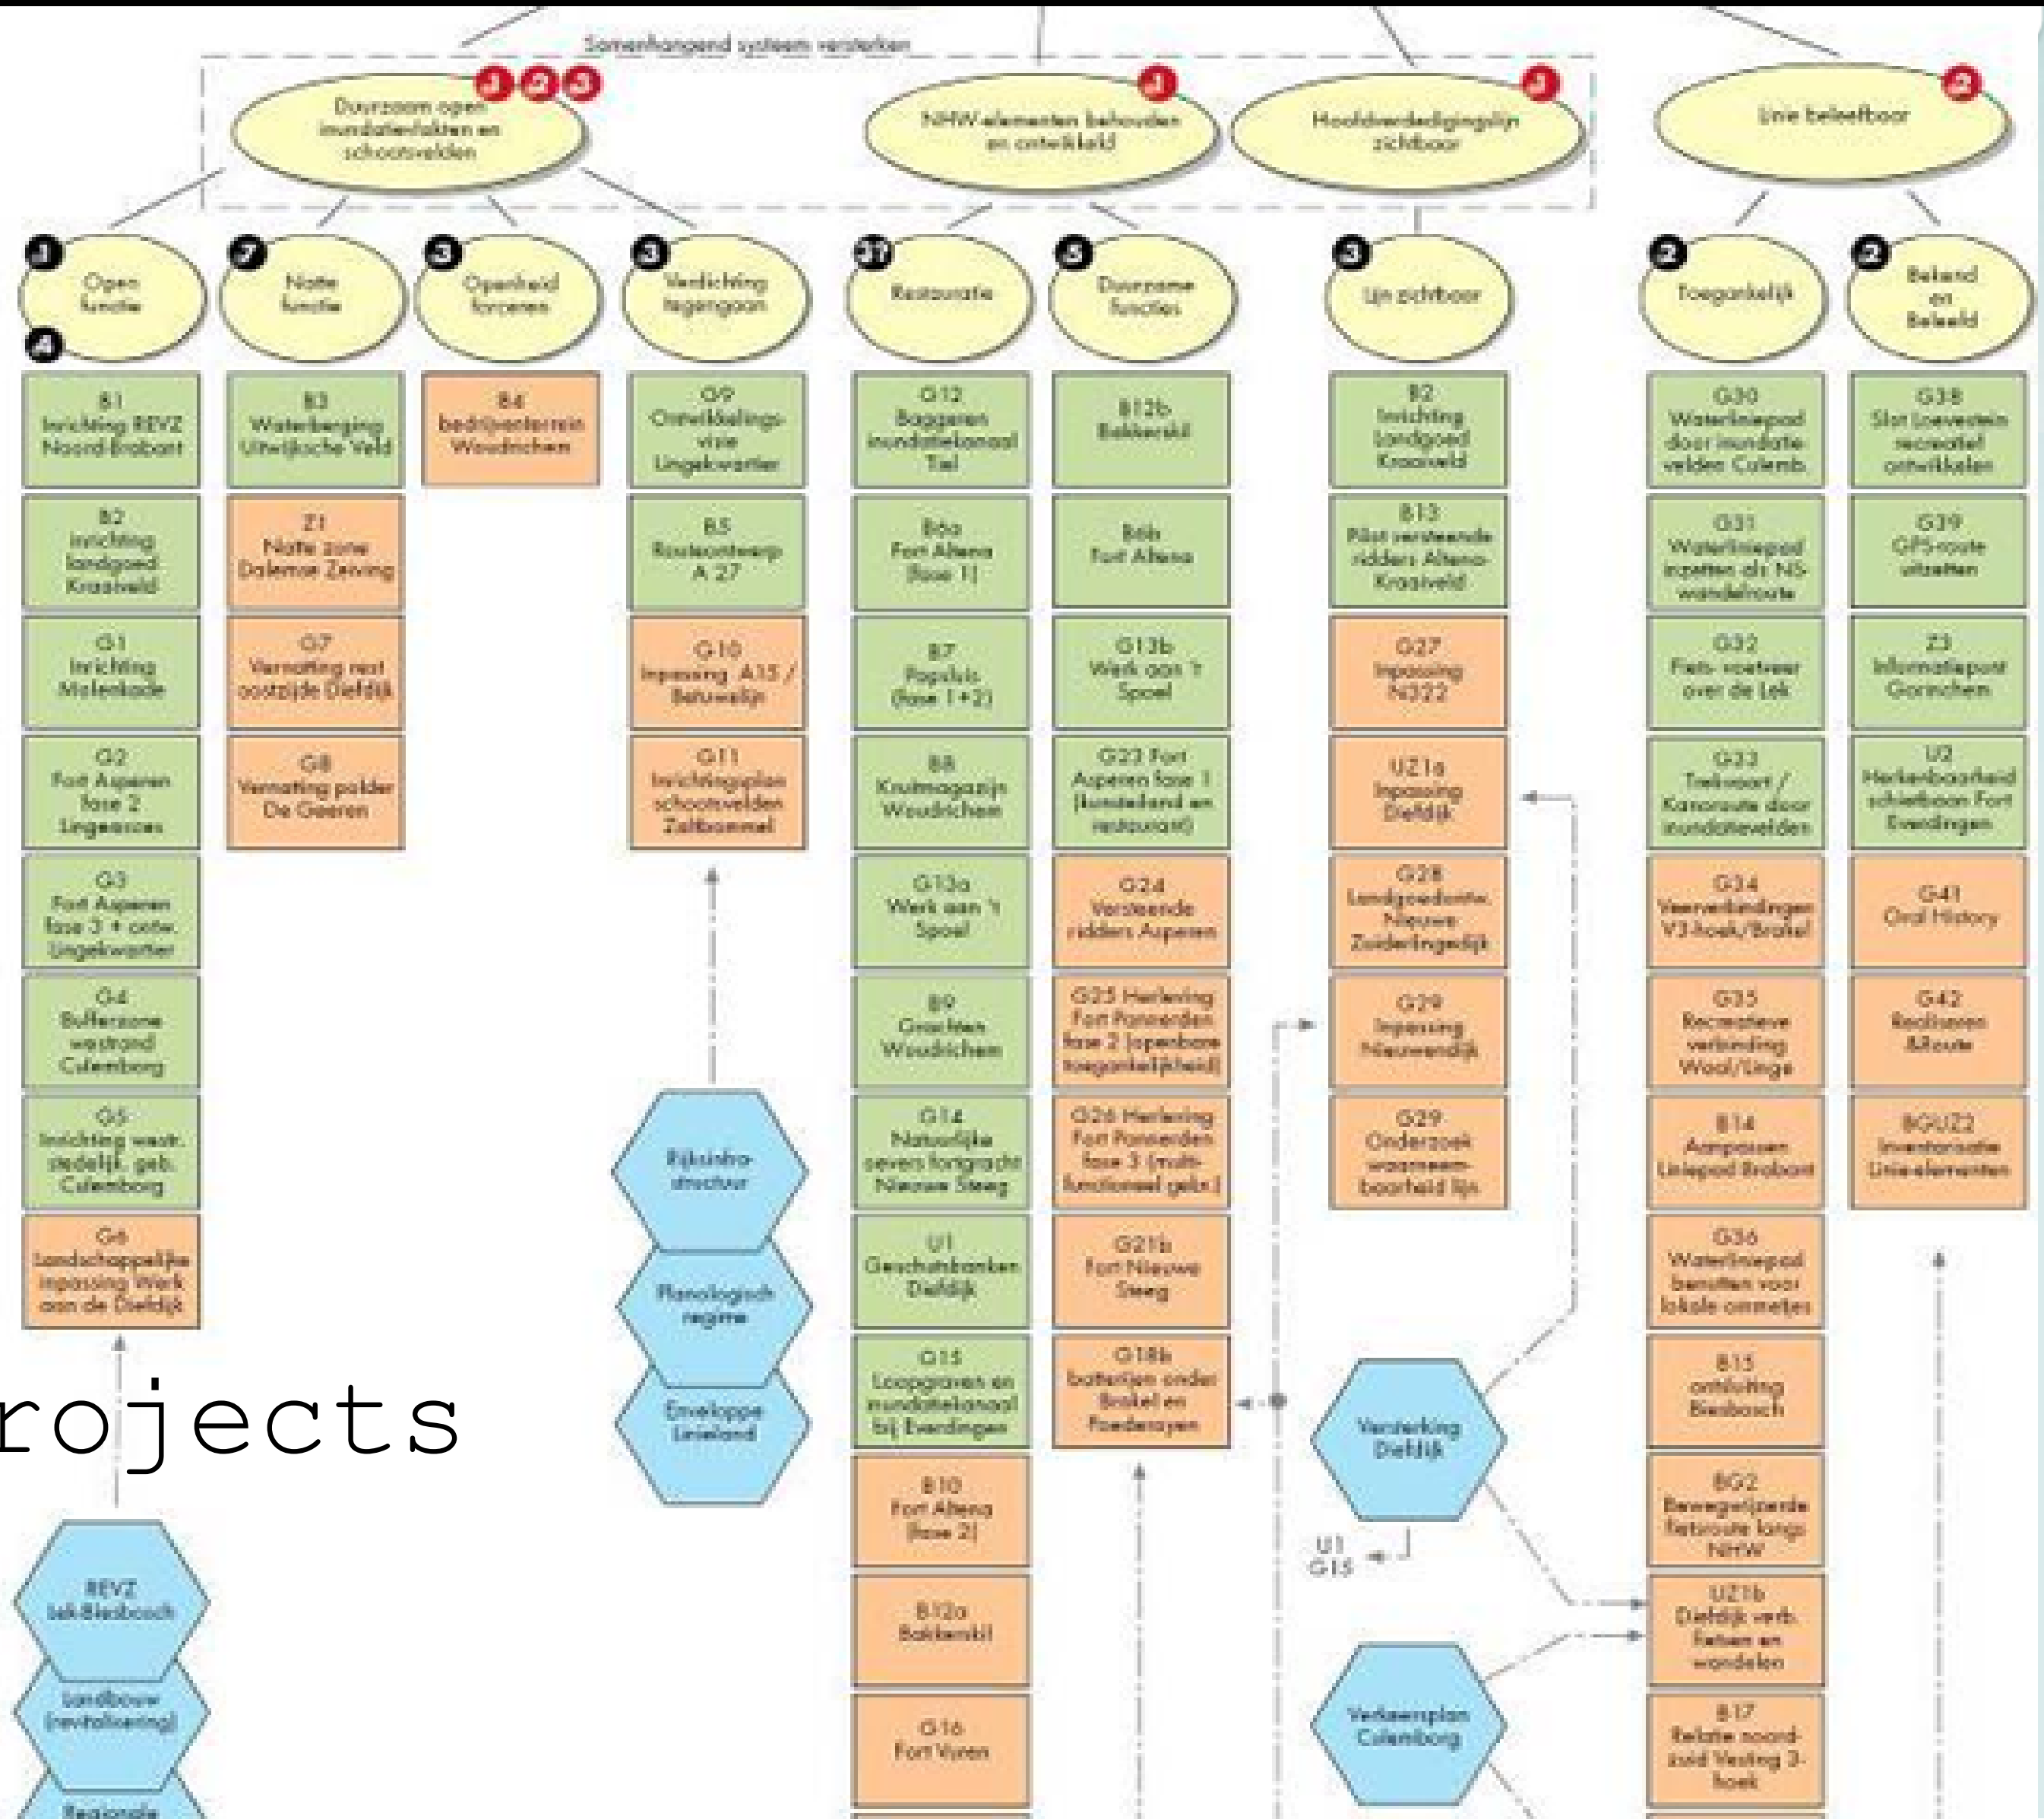 Samenhangend systeem versterken
Duurzaam open
inundatievlakten en
schootsvelden
NHW-elementen behouden
en ontwikkeld
Hoofdverdedigingslijn
zichtbaar
Linie beleefbaar
Open
functie
Natte
functie
Openheid
forceren
Verdichting
tegengaan
Restauratie
Duurzame
functies
Lijn zichtbaar
Toegankelijk
Bekend
en
Beleefd
B1
Inrichting REVZ
Noord-Brabant
B2
inrichting
landgoed
Kraaiveld
G1
Inrichting
Molenkade
G2
Fort Asperen
fase 2
Lingeacces
G3
Fort Asperen
fase 3 + ontw.
Lingekwartier
G4
Bufferzone
westrand
Culemborg
G5
Inrichting westr.
stedelijk. geb.
Culemborg
G6
Landschappelijke
inpassing Werk
aan de Diefdijk
B3
Waterberging
Uitwijksche Veld
Z1
Natte zone
Dalemse Zeiving
G7
Vernatting rest
oostzijde Diefdijk
G8
Vernatting polder
De Geeren
B4
bedrijventerrein
Woudrichem
G9
Ontwikkelings-
visie
Lingekwartier
B5
Routeontwerp
A 27
G10
Inpassing A15 /
Betuwelijn
G11
Inrichtingsplan
schootsvelden
Zaltbommel
G12
Baggeren
inundatiekanaal
Tiel
B6a
Fort Altena
(fase 1)
B7
Papsluis
(fase 1+2)
B8
Kruitmagazijn
Woudrichem
G13a
Werk aan 't
Spoel
B9
Grachten
Woudrichem
G14
Natuurlijke
oevers fortgracht
Nieuwe Steeg
U1
Geschutsbanken
Diefdijk
G15
Loopgraven en
inundatiekanaal
bij Everdingen
B10
Fort Altena
(fase 2)
B12a
Bakkerskil
G16
Fort Vuren
B12b
Bakkerskil
B6b
Fort Altena
G13b
Werk aan 't
Spoel
G23 Fort
Asperen fase 1
(kunsteiland en
restaurant)
G24
Versteende
ridders Asperen
G25 Herleving
Fort Pannerden
fase 2 (openbare
toegankelijkheid)
G26 Herleving
Fort Pannerden
fase 3 (multi-
functioneel gebr.)
G21b
Fort Nieuwe
Steeg
G18b
batterijen onder
Brakel en
Poederoyen
B2
Inrichting
Landgoed
Kraaiveld
B13
Pilot versteende
ridders Altena-
Kraaiveld
G27
Inpassing
N322
UZ1a
Inpassing
Diefdijk
G28
Landgoedontw.
Nieuwe
Zuiderlingedijk
G29
Inpassing
Nieuwendijk
G29
Onderzoek
waarneem-
baarheid lijn
G30
Waterliniepad
door inundatie-
velden Culemb.
G31
Waterliniepad
inzetten als NS-
wandelroute
G32
Fiets- voetveer
over de Lek
G33
Trekvaart /
Kanoroute door
inundatievelden
G34
Veerverbindingen
V3-hoek/Brakel
G35
Recreatieve
verbinding
Waal/Linge
B14
Aanpassen
Liniepad Brabant
G36
Waterliniepad
benutten voor
lokale ommetjes
B15
ontsluiting
Biesbosch
BG2
Bewegwijzerde
fietsroute langs
NHW
UZ1b
Diefdijk verb.
fietsen en
wandelen
B17
Relatie noord-
zuid Vesting 3-
hoek
G38
Slot Loevestein
recreatief
ontwikkelen
G39
GPS-route
uitzetten
Z3
Informatiepunt
Gorinchem
U2
Herkenbaarheid
schietbaan Fort
Everdingen
G41
Oral History
G42
Realiseren
&Route
BGUZ2
Inventarisatie
Linie-elementen
Rijksinfra-
structuur
Planologisch
regime
Enveloppe
Linieland
Versterking
Diefdijk
U1
G15
Verkeersplan
Culemborg
rojects
REVZ
Lek-Biesbosch
Landbouw
(revitalisering)
Regionale